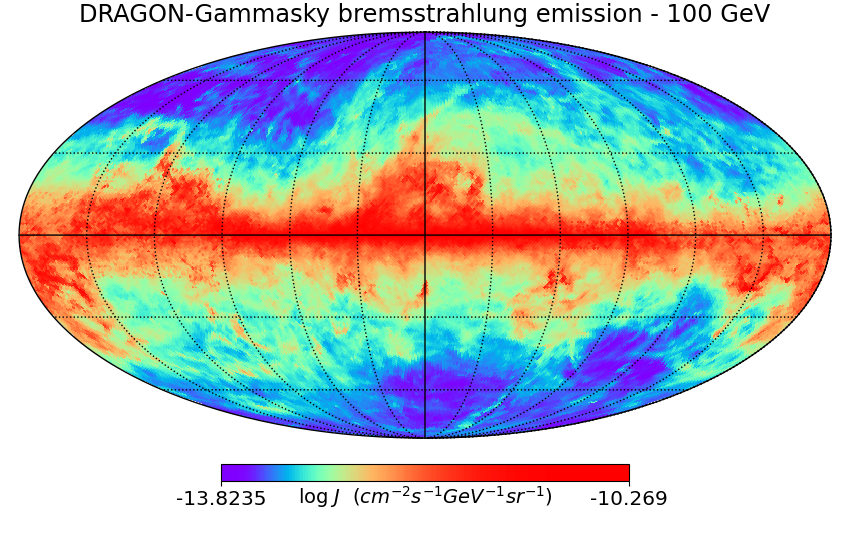 DRAGON-Gammasky bremsstrahlung emission - 100 GeV
-13.8235 log J (cm⁻²s⁻¹GeV⁻¹sr⁻¹) -10.269